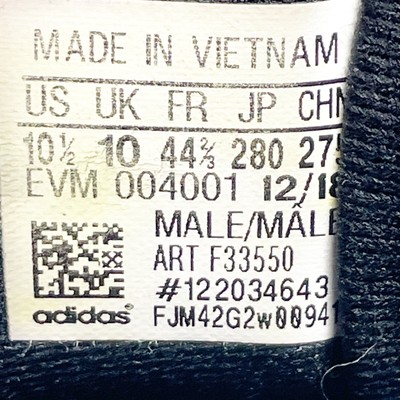 MADE IN VIETNAM
US UK FR JP CHN
10½ 10 44⅔ 280 275
EVM 004001 12/18
MALE/MÂLE
ART F33550
#122034643
adidas FJM42G2w00941